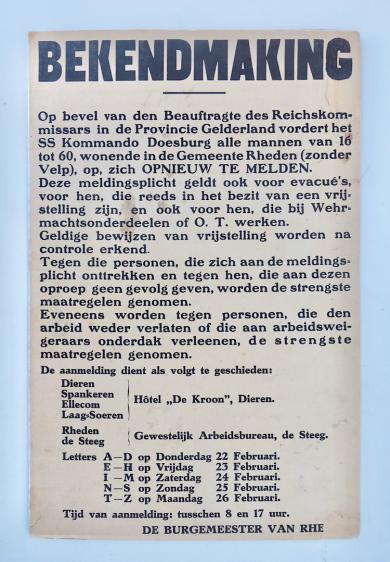 BEKENDMAKING
Op bevel van den Beauftragte des Reichskom-
missars in de Provincie Gelderland vordert het
SS Kommando Doesburg alle mannen van 16
tot 60, wonende in de Gemeente Rheden (zonder
Velp), op, zich OPNIEUW TE MELDEN.
Deze meldingsplicht geldt ook voor evacué's,
voor hen, die reeds in het bezit van een vrij-
stelling zijn, en ook voor hen, die bij Wehr-
machtsonderdeelen of O. T. werken.
Geldige bewijzen van vrijstelling worden na
controle erkend.
Tegen die personen, die zich aan de meldings-
plicht onttrekken en tegen hen, die aan dezen
oproep geen gevolg geven, worden de strengste
maatregelen genomen.
Eveneens worden tegen personen, die den
arbeid weder verlaten of die aan arbeidswei-
geraars onderdak verleenen, de strengste
maatregelen genomen.
De aanmelding dient als volgt te geschieden:
Dieren
Spankeren
Ellecom
Laag-Soeren
Hôtel „De Kroon", Dieren.
Rheden
de Steeg
Gewestelijk Arbeidsbureau, de Steeg.
Letters A—D op Donderdag 22 Februari.
E—H op Vrijdag 23 Februari.
I—M op Zaterdag 24 Februari.
N—S op Zondag 25 Februari.
T—Z op Maandag 26 Februari.
Tijd van aanmelding: tusschen 8 en 17 uur.
DE BURGEMEESTER VAN RHE